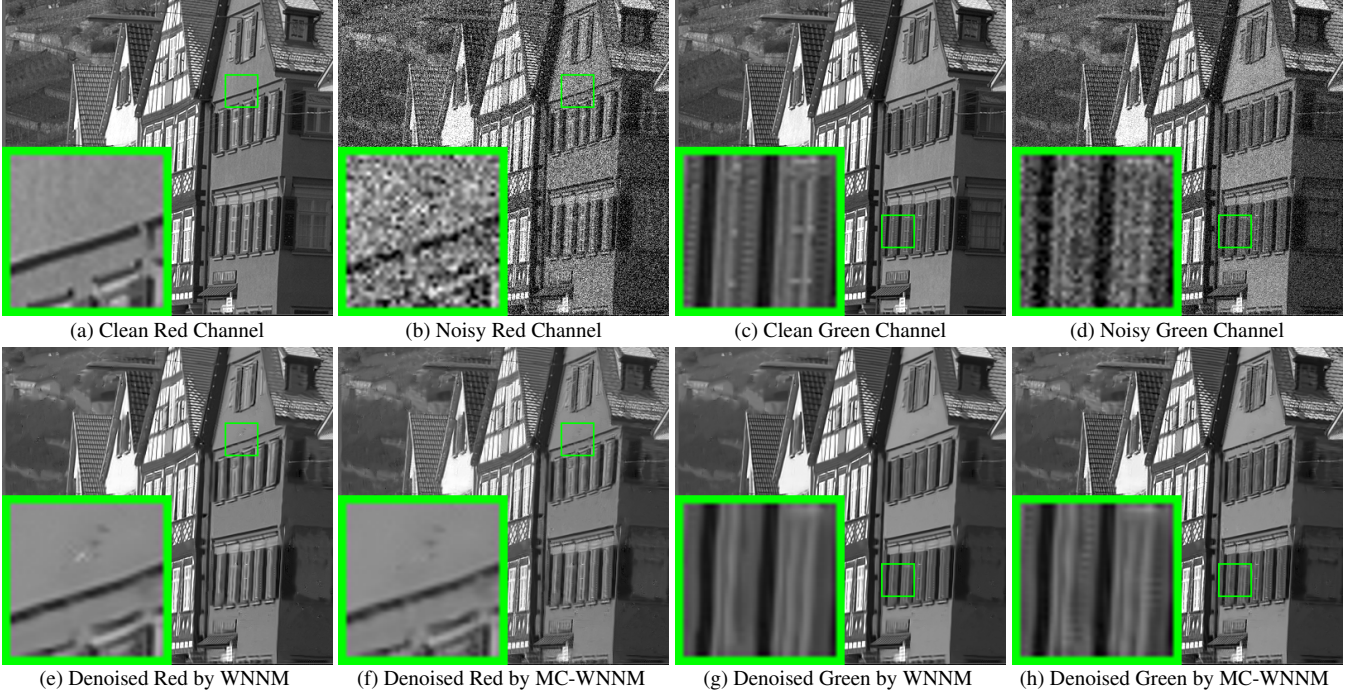 (a) Clean Red Channel
(b) Noisy Red Channel
(c) Clean Green Channel
(d) Noisy Green Channel
(e) Denoised Red by WNNM
(f) Denoised Red by MC-WNNM
(g) Denoised Green by WNNM
(h) Denoised Green by MC-WNNM